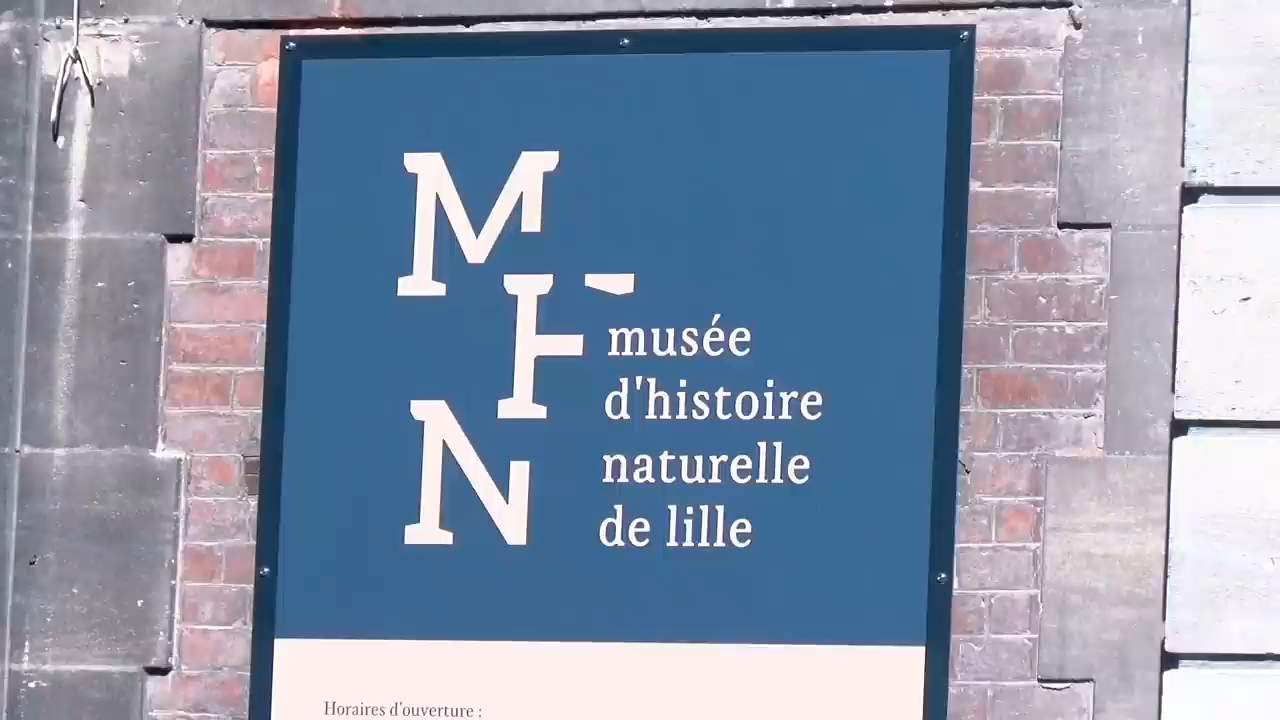 M
H
N
musée
d'histoire
naturelle
de lille
Horaires d'ouverture :